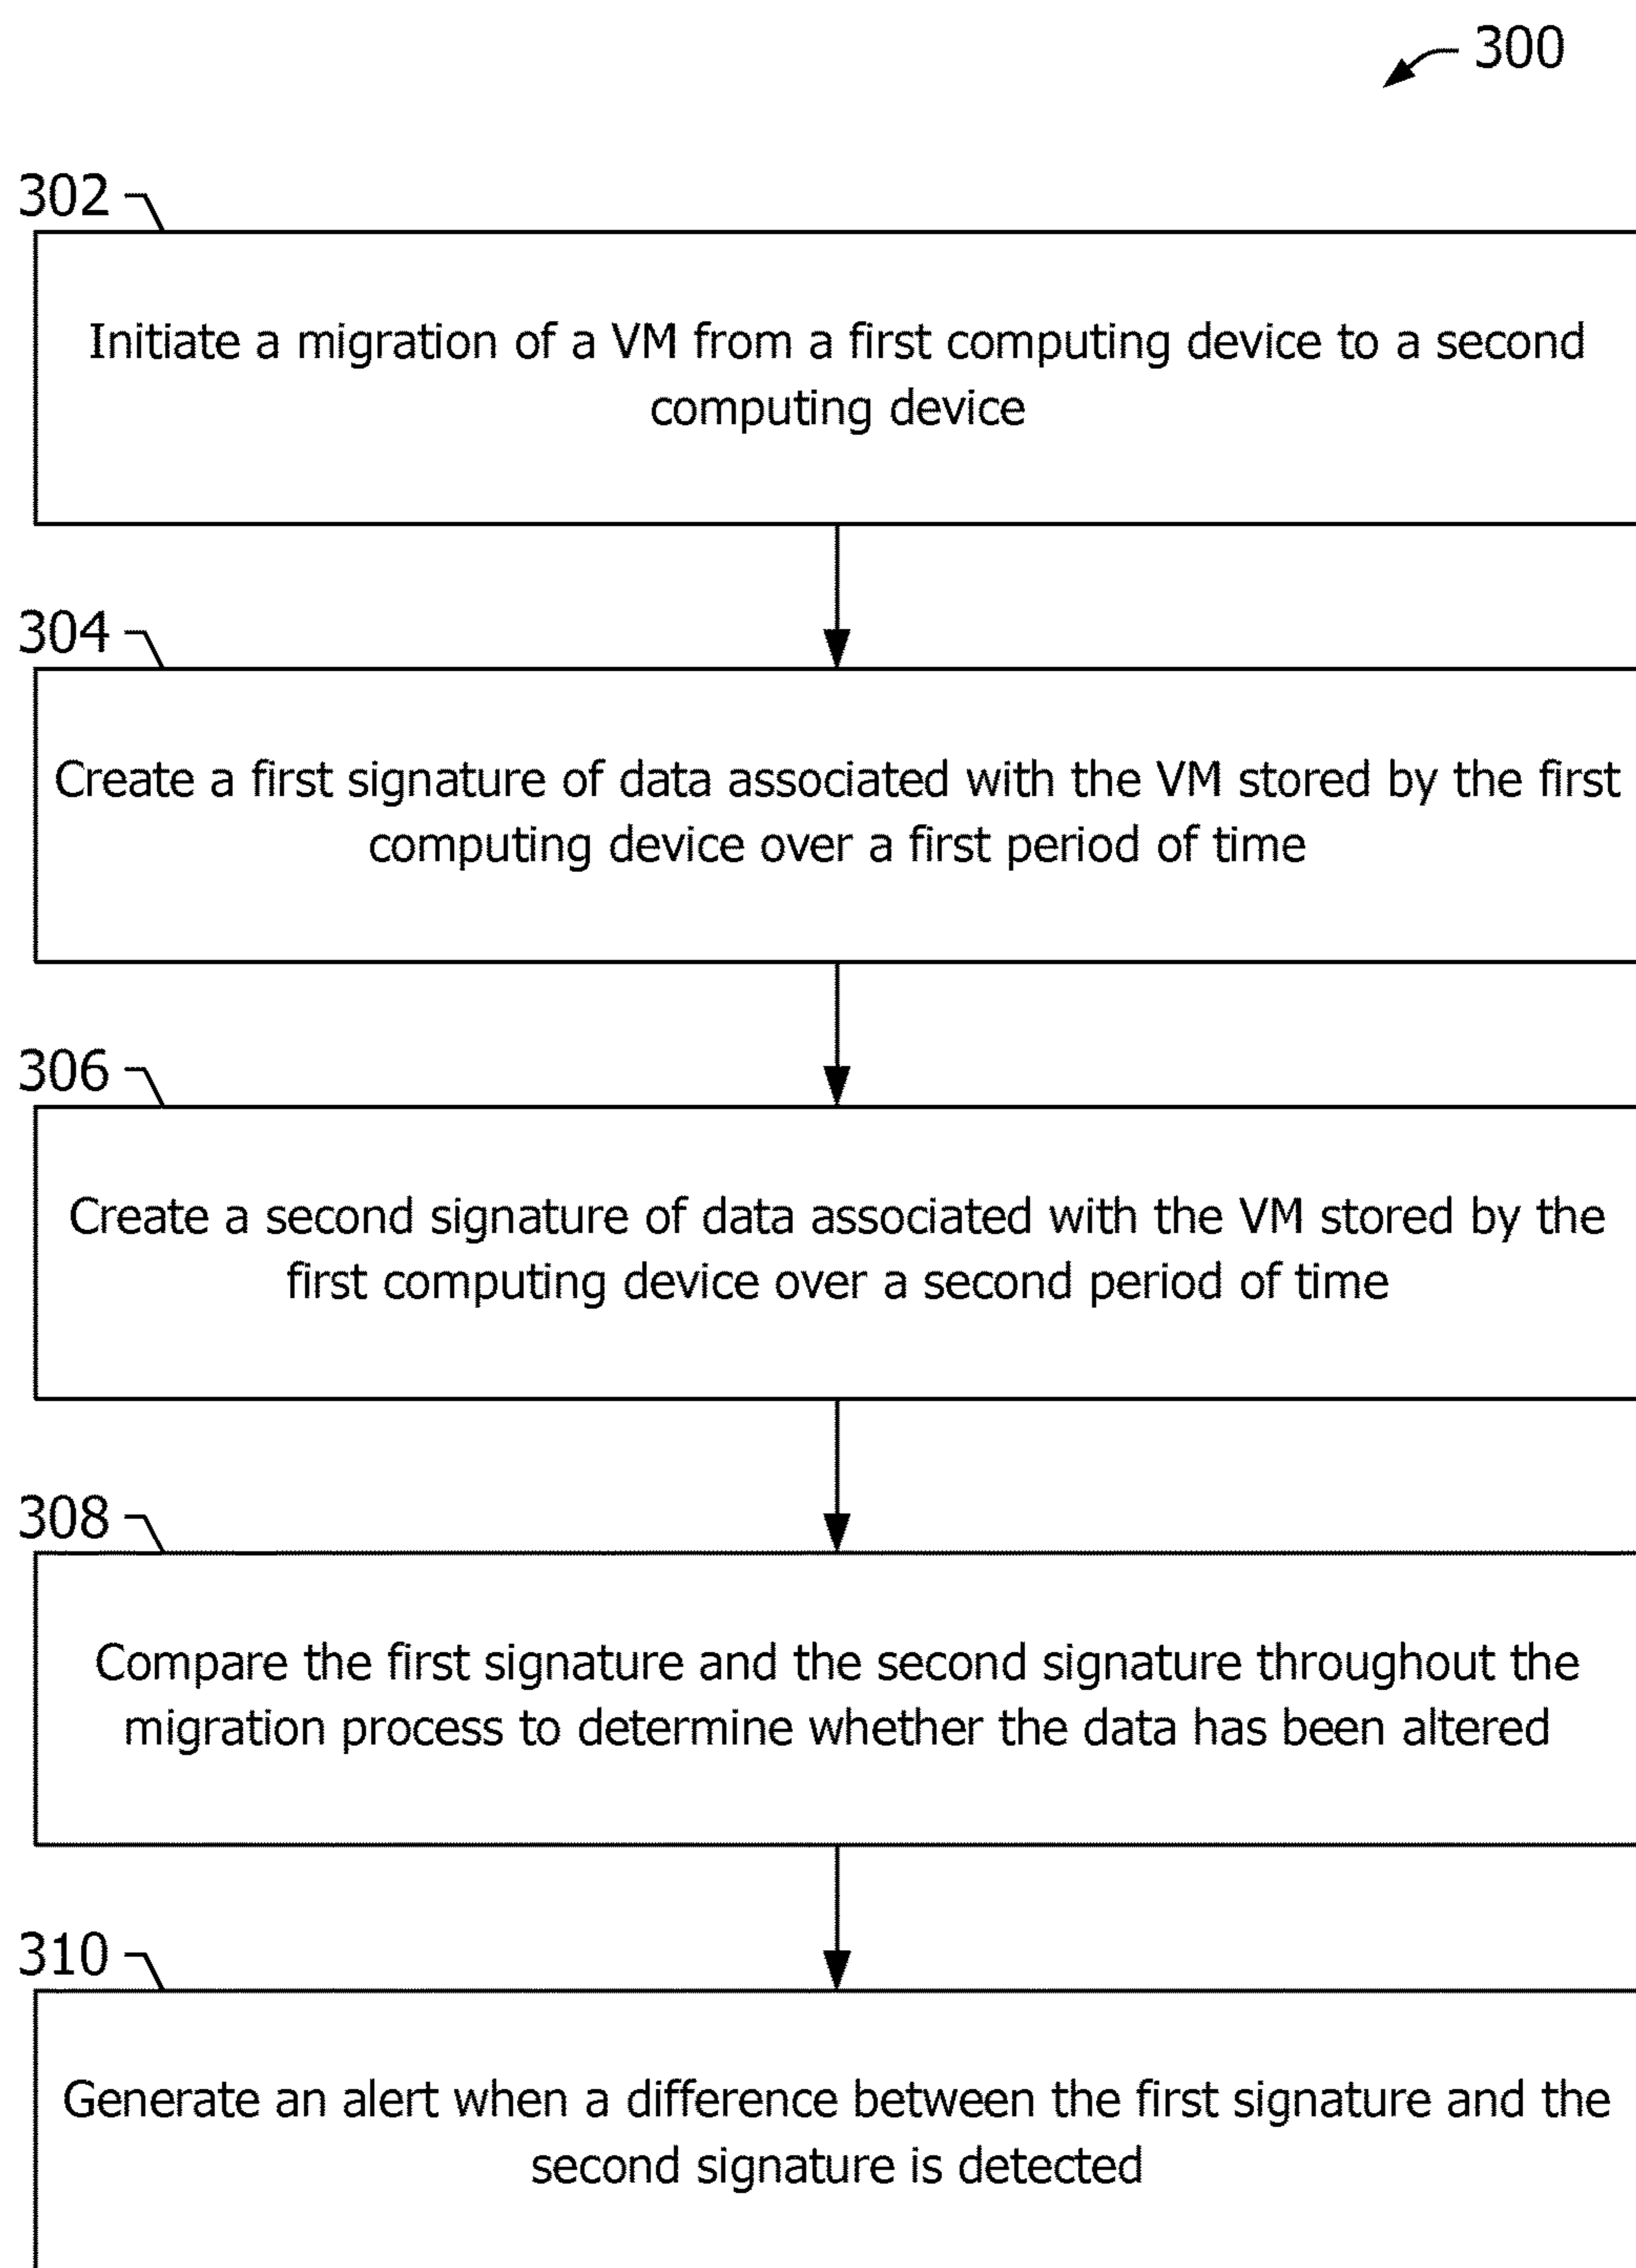 300
302
Initiate a migration of a VM from a first computing device to a second
computing device
304
Create a first signature of data associated with the VM stored by the first
computing device over a first period of time
306
Create a second signature of data associated with the VM stored by the
first computing device over a second period of time
308
Compare the first signature and the second signature throughout the
migration process to determine whether the data has been altered
310
Generate an alert when a difference between the first signature and the
second signature is detected